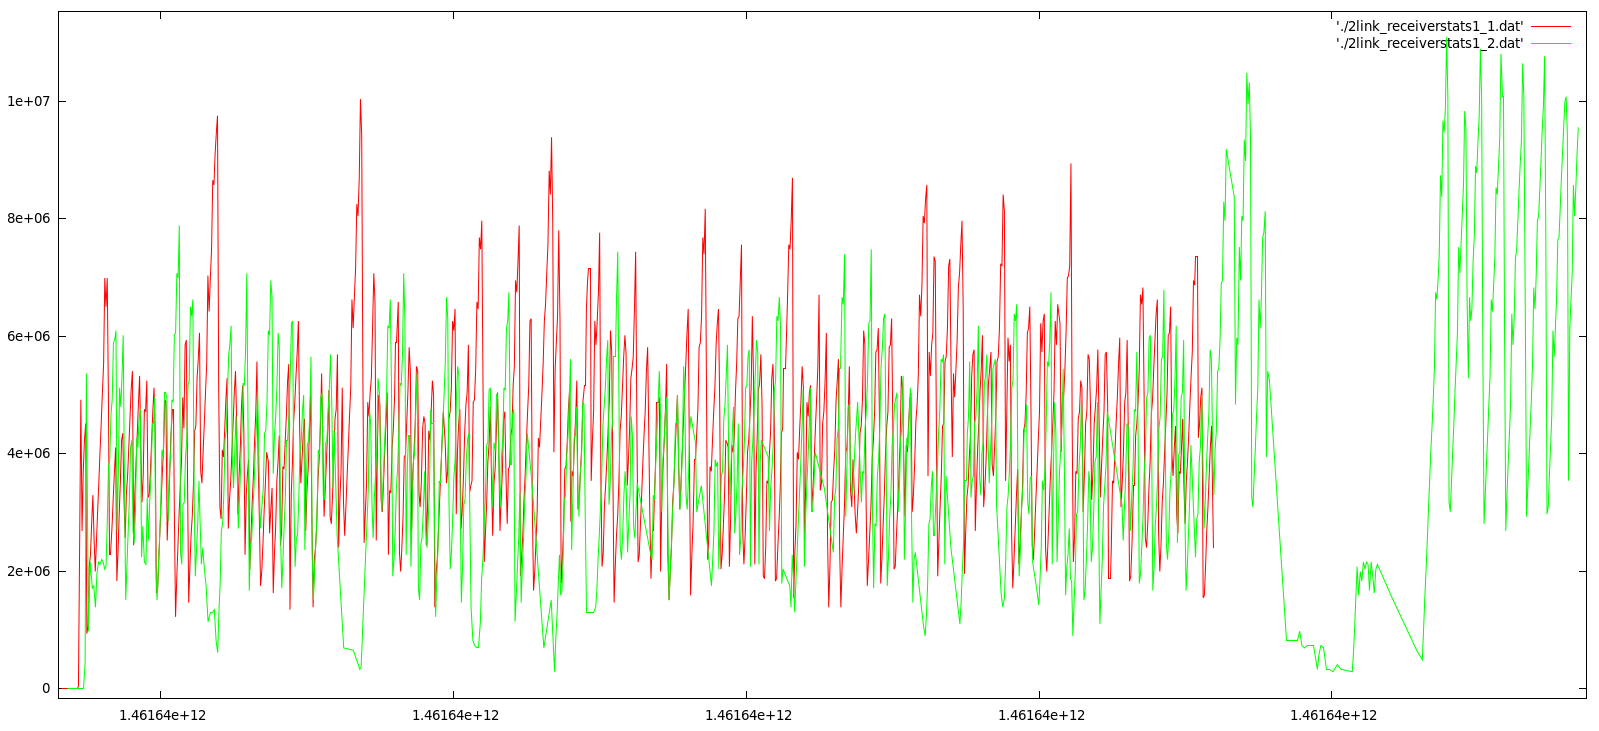 './2link_receiverstats1_1.dat'
'./2link_receiverstats1_2.dat'
1e+07
8e+06
6e+06
4e+06
2e+06
0
1.46164e+12 1.46164e+12 1.46164e+12 1.46164e+12 1.46164e+12